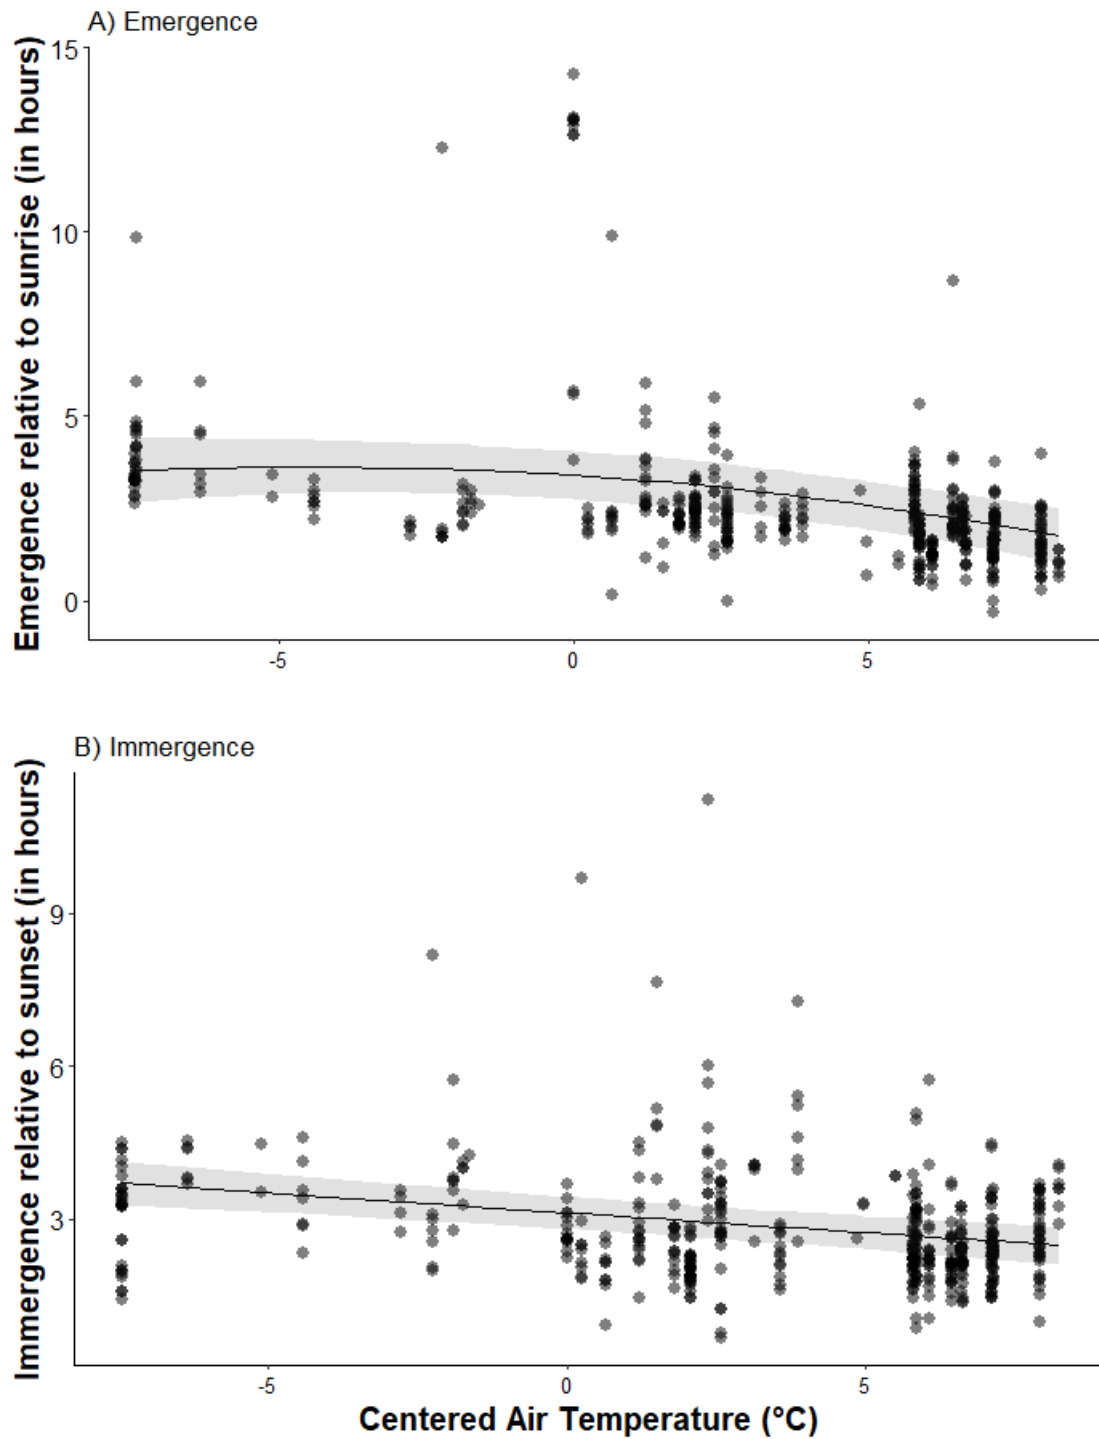 A) Emergence
Emergence relative to sunrise (in hours)
15
10
5
0
-5
0
5
B) Immergence
Immergence relative to sunset (in hours)
9
6
3
-5
0
5
Centered Air Temperature (°C)